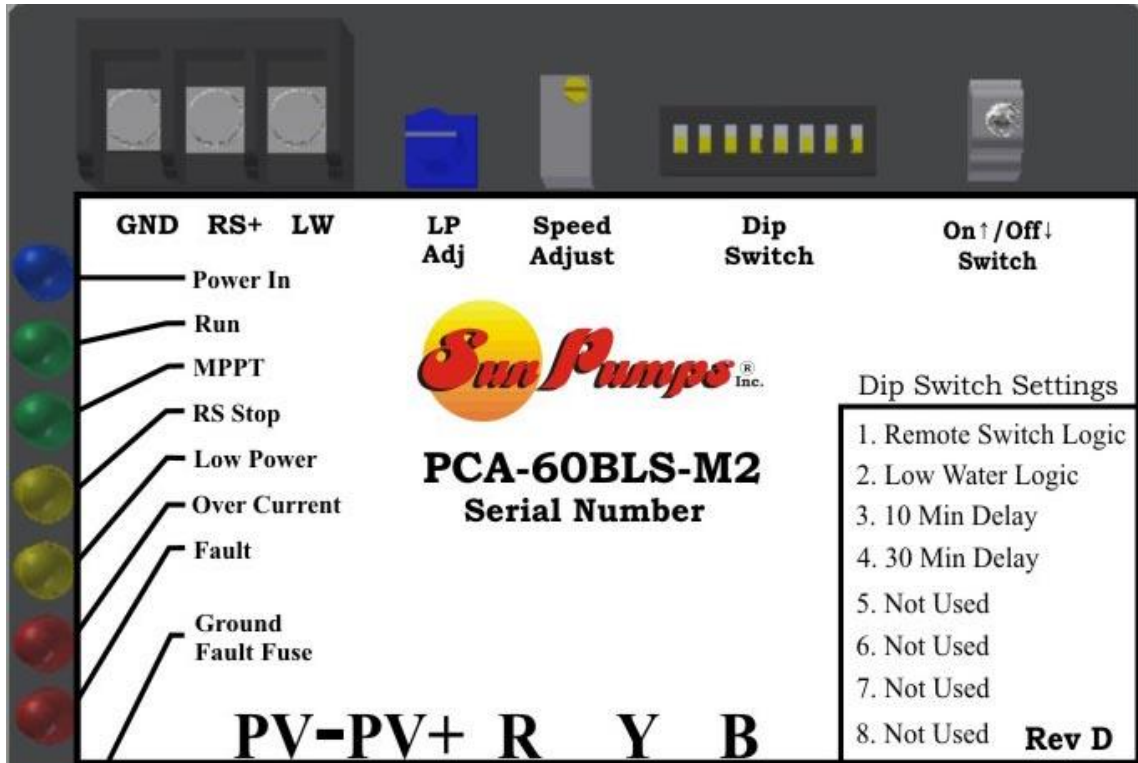 GND RS+ LW
LP Adj
Speed Adjust
Dip Switch
On↑/Off↓ Switch
Power In
Run
MPPT
RS Stop
Low Power
Over Current
Fault
Ground
Fault Fuse
Sun Pumps ® Inc.
PCA-60BLS-M2
Serial Number
Dip Switch Settings
1. Remote Switch Logic
2. Low Water Logic
3. 10 Min Delay
4. 30 Min Delay
5. Not Used
6. Not Used
7. Not Used
8. Not Used
Rev D
PV-PV+ R Y B